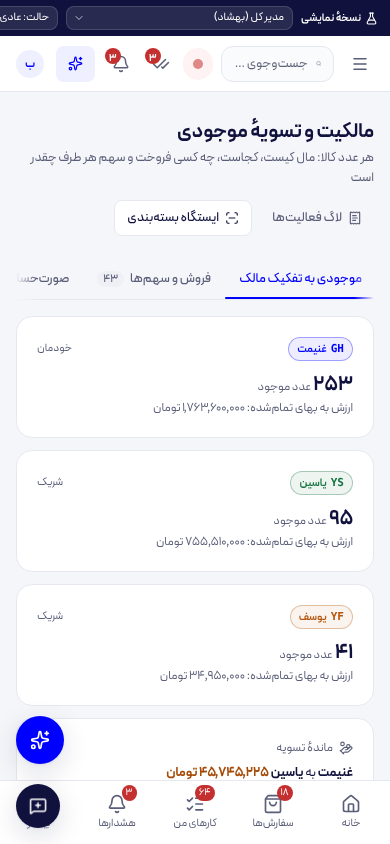 نسخهٔ نمایشی
مدیر کل (بهشاد)
حالت: عادی
جست‌وجوی ...
۳
۳
ب
مالکیت و تسویهٔ موجودی
هر عدد کالا: مال کیست، کجاست، چه کسی فروخت و سهم هر طرف چقدر
است
لاگ فعالیت‌ها
ایستگاه بسته‌بندی
موجودی به تفکیک مالک
فروش و سهم‌ها ۴۳
GH غنیمت
خودمان
۲۵۳ عدد موجود
ارزش به بهای تمام‌شده: ۱,۷۶۳,۶۰۰,۰۰۰ تومان
YS یاسین
شریک
۹۵ عدد موجود
ارزش به بهای تمام‌شده: ۷۵۵,۵۱۰,۰۰۰ تومان
YF یوسف
شریک
۴۱ عدد موجود
ارزش به بهای تمام‌شده: ۳۴,۹۵۰,۰۰۰ تومان
ماندهٔ تسویه
غنیمت به یاسین ۴۵,۷۴۵,۲۲۵ تومان
خانه
۱۸
سفارش‌ها
۶۴
کارهای من
۳
هشدارها